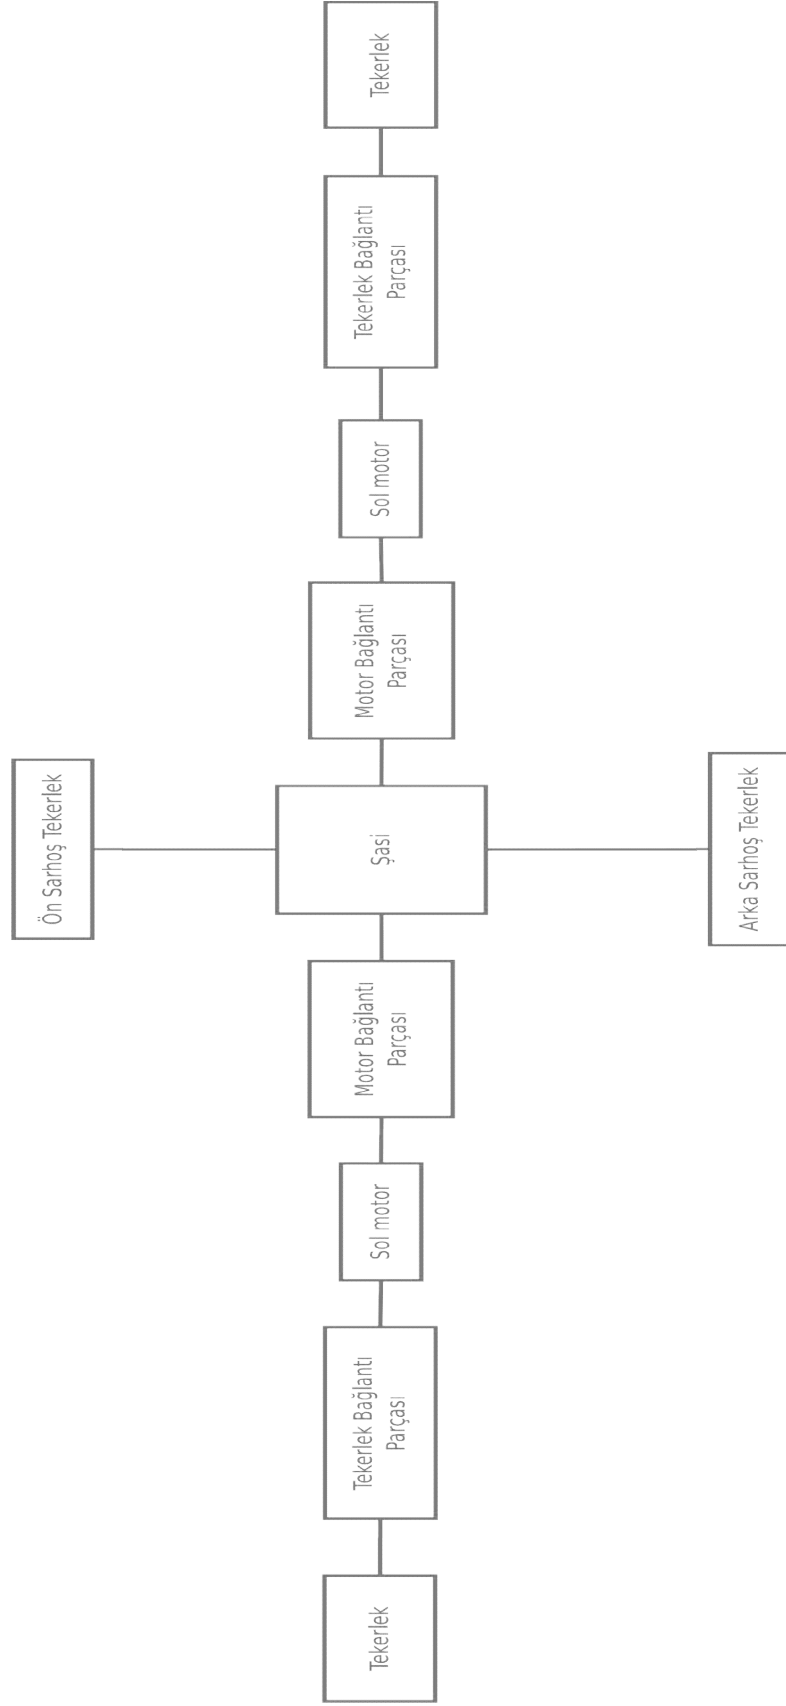 Ön Sarhoş Tekerlek
Tekerlek
Tekerlek Bağlantı
Parçası
Sol motor
Motor Bağlantı
Parçası
Şasi
Motor Bağlantı
Parçası
Sol motor
Tekerlek Bağlantı
Parçası
Tekerlek
Arka Sarhoş Tekerlek